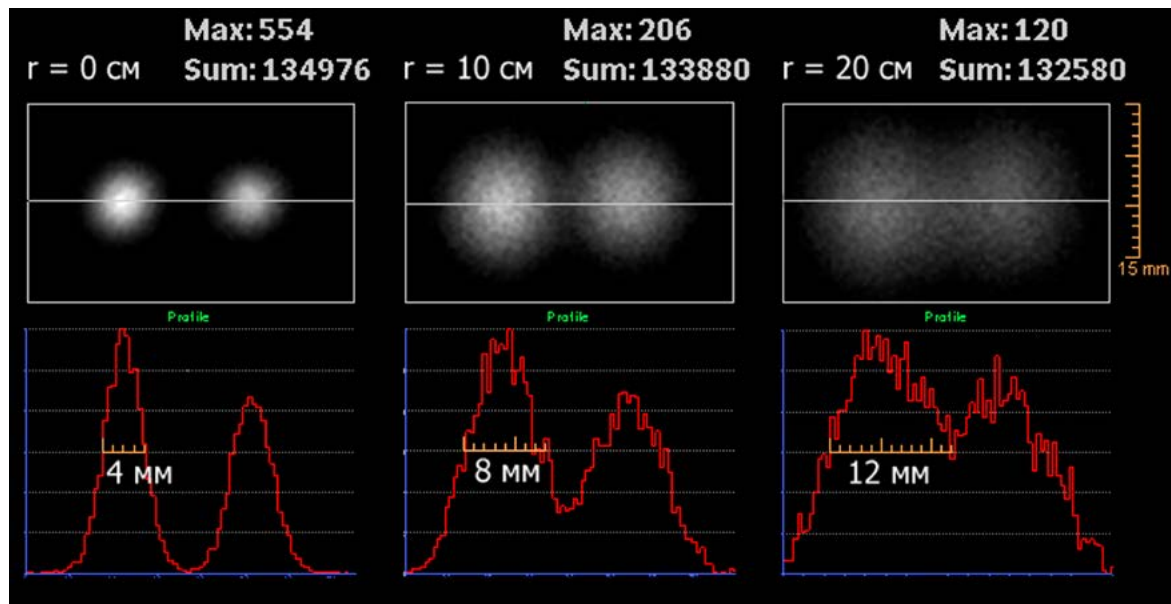 Max: 554
r = 0 см Sum: 134976
Max: 206
r = 10 см Sum: 133880
Max: 120
r = 20 см Sum: 132580
15 mm
Profile
Profile
Profile
4 мм
8 мм
12 мм